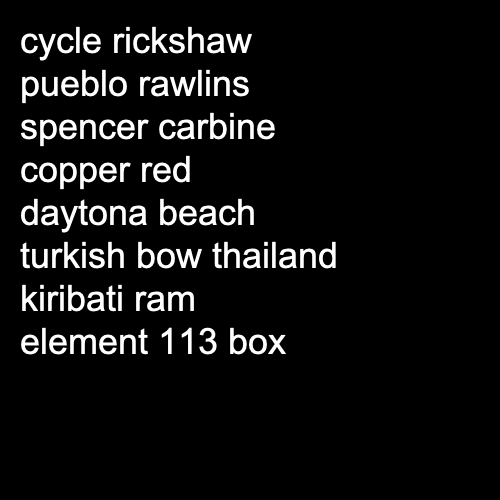 cycle rickshaw
pueblo rawlins
spencer carbine
copper red
daytona beach
turkish bow thailand
kiribati ram
element 113 box